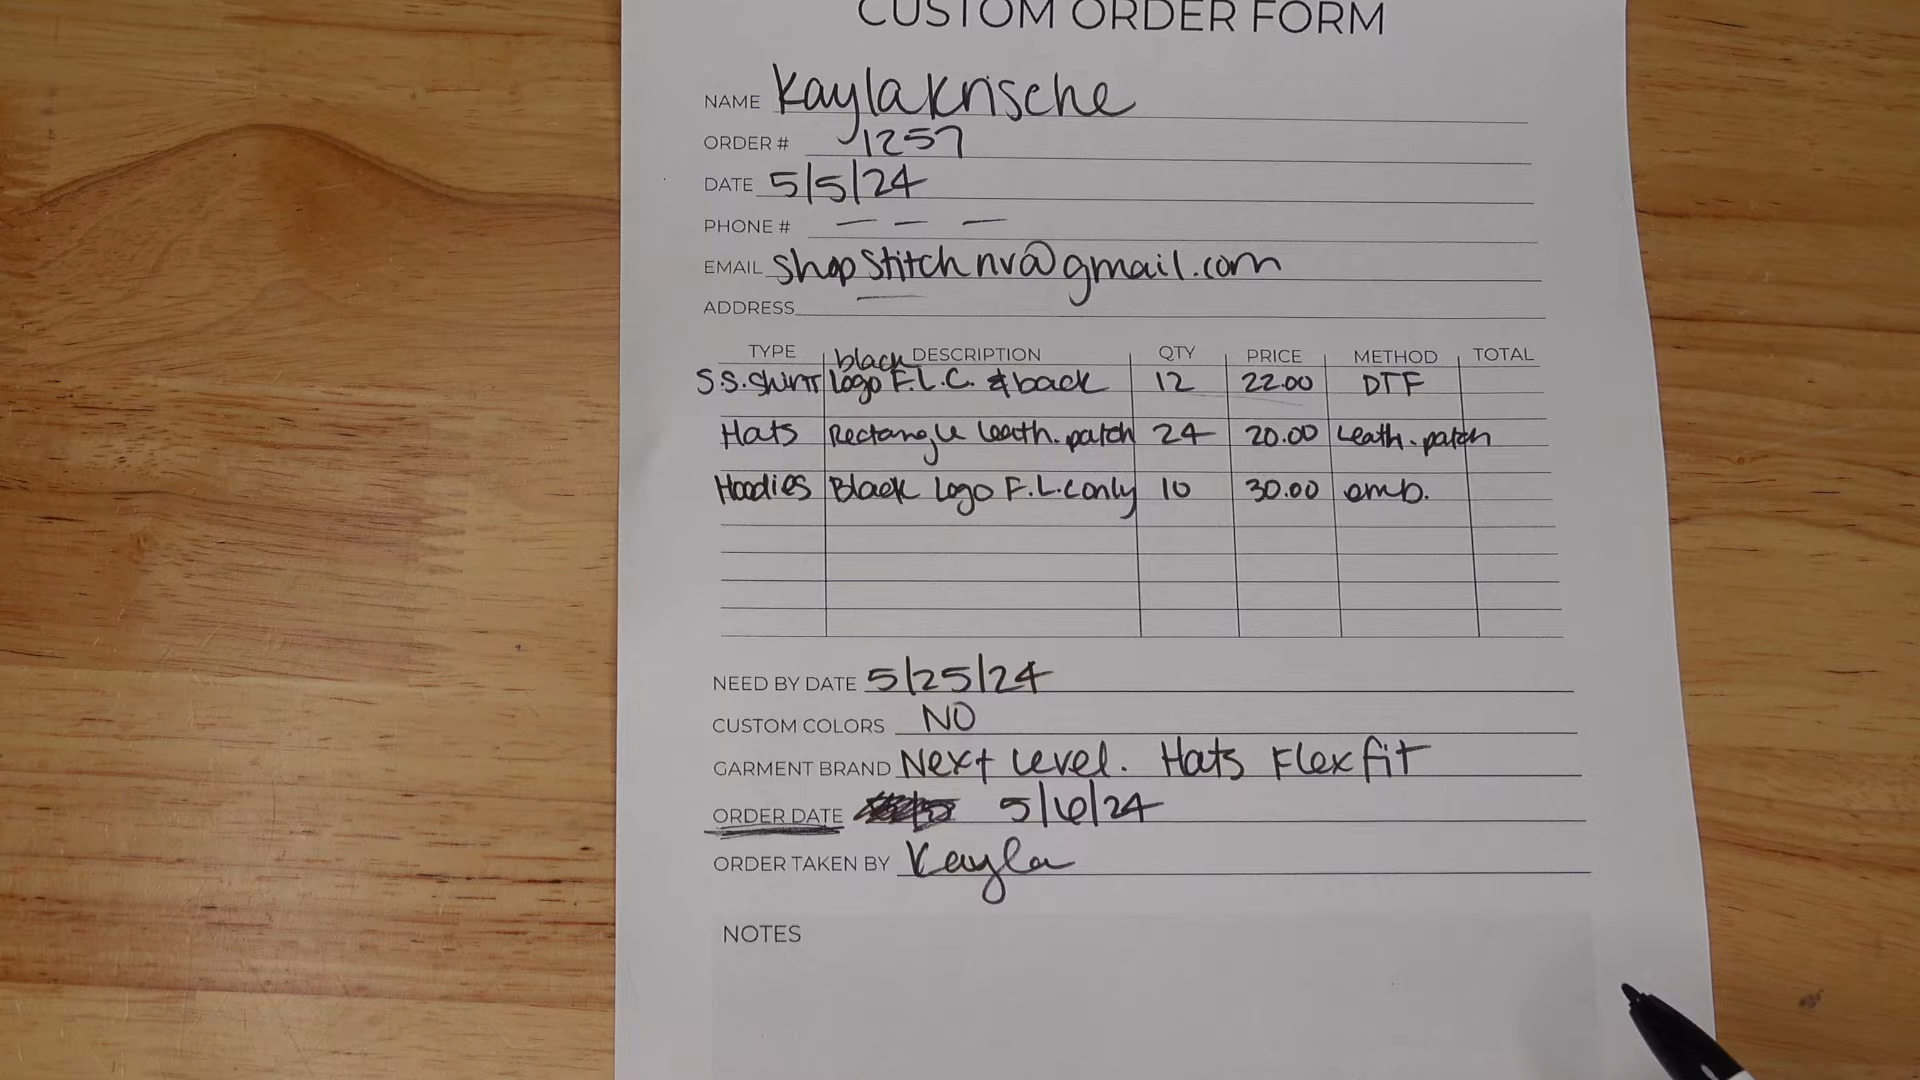 CUSTOM ORDER FORM
NAME Kayla Krische
ORDER # 1257
DATE 5/5/24
PHONE # — — —
EMAIL shopstitchnv@gmail.com
ADDRESS
TYPE DESCRIPTION QTY PRICE METHOD TOTAL
S.S. Shirt black logo F.L.C. & back 12 22.00 DTF
Hats Rectangle leath. patch 24 20.00 Leath. patch
Hoodies Black Logo F.L.C only 10 30.00 emb.
NEED BY DATE 5/25/24
CUSTOM COLORS NO
GARMENT BRAND Next Level. Hats Flexfit
ORDER DATE 5/6/24
ORDER TAKEN BY Kayla
NOTES